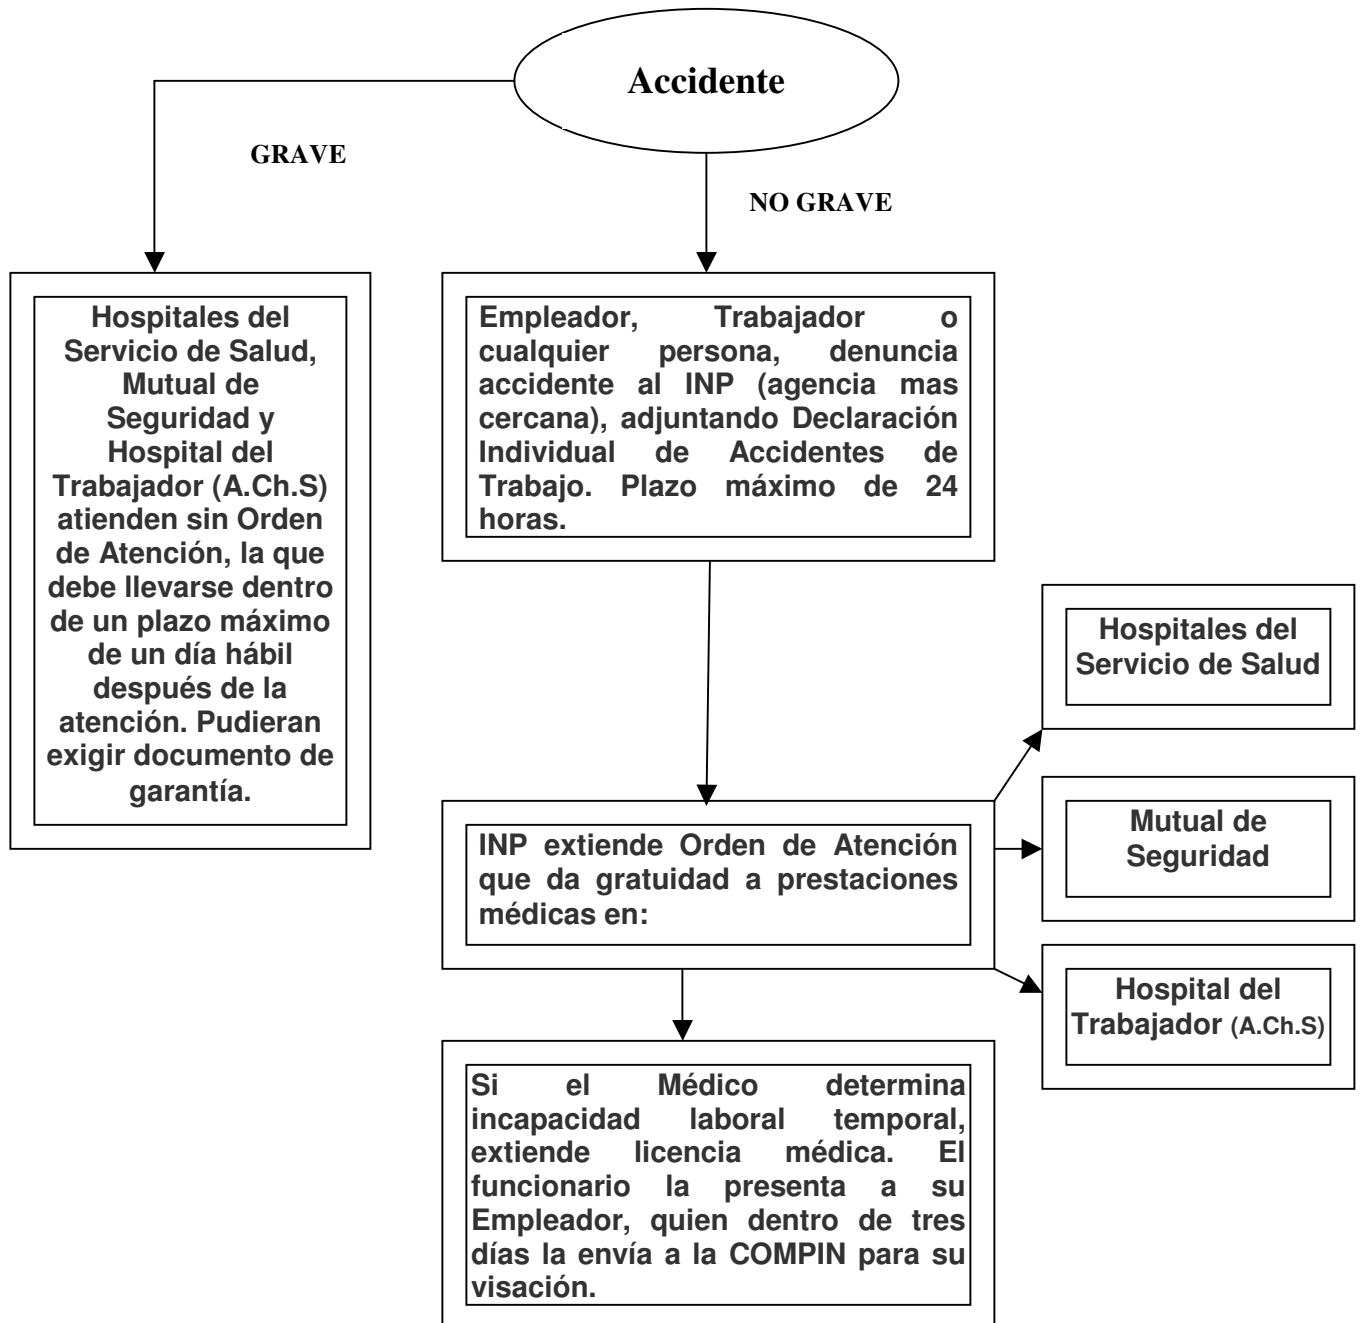 Accidente
GRAVE
NO GRAVE
Hospitales del
Servicio de Salud,
Mutual de
Seguridad y
Hospital del
Trabajador (A.Ch.S)
atienden sin Orden
de Atención, la que
debe llevarse dentro
de un plazo máximo
de un día hábil
después de la
atención. Pudieran
exigir documento de
garantía.
Empleador, Trabajador o
cualquier persona, denuncia
accidente al INP (agencia mas
cercana), adjuntando Declaración
Individual de Accidentes de
Trabajo. Plazo máximo de 24
horas.
INP extiende Orden de Atención
que da gratuidad a prestaciones
médicas en:
Hospitales del
Servicio de Salud
Mutual de
Seguridad
Hospital del
Trabajador (A.Ch.S)
Si el Médico determina
incapacidad laboral temporal,
extiende licencia médica. El
funcionario la presenta a su
Empleador, quien dentro de tres
días la envía a la COMPIN para su
visación.